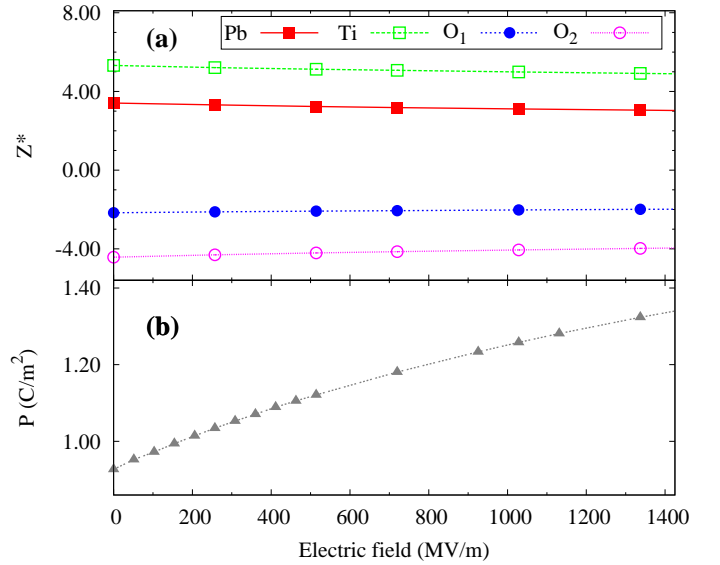 8.00
(a)
Pb Ti O1 O2
4.00
Z*
0.00
-4.00
1.40
(b)
1.20
P (C/m2)
1.00
0 200 400 600 800 1000 1200 1400
Electric field (MV/m)